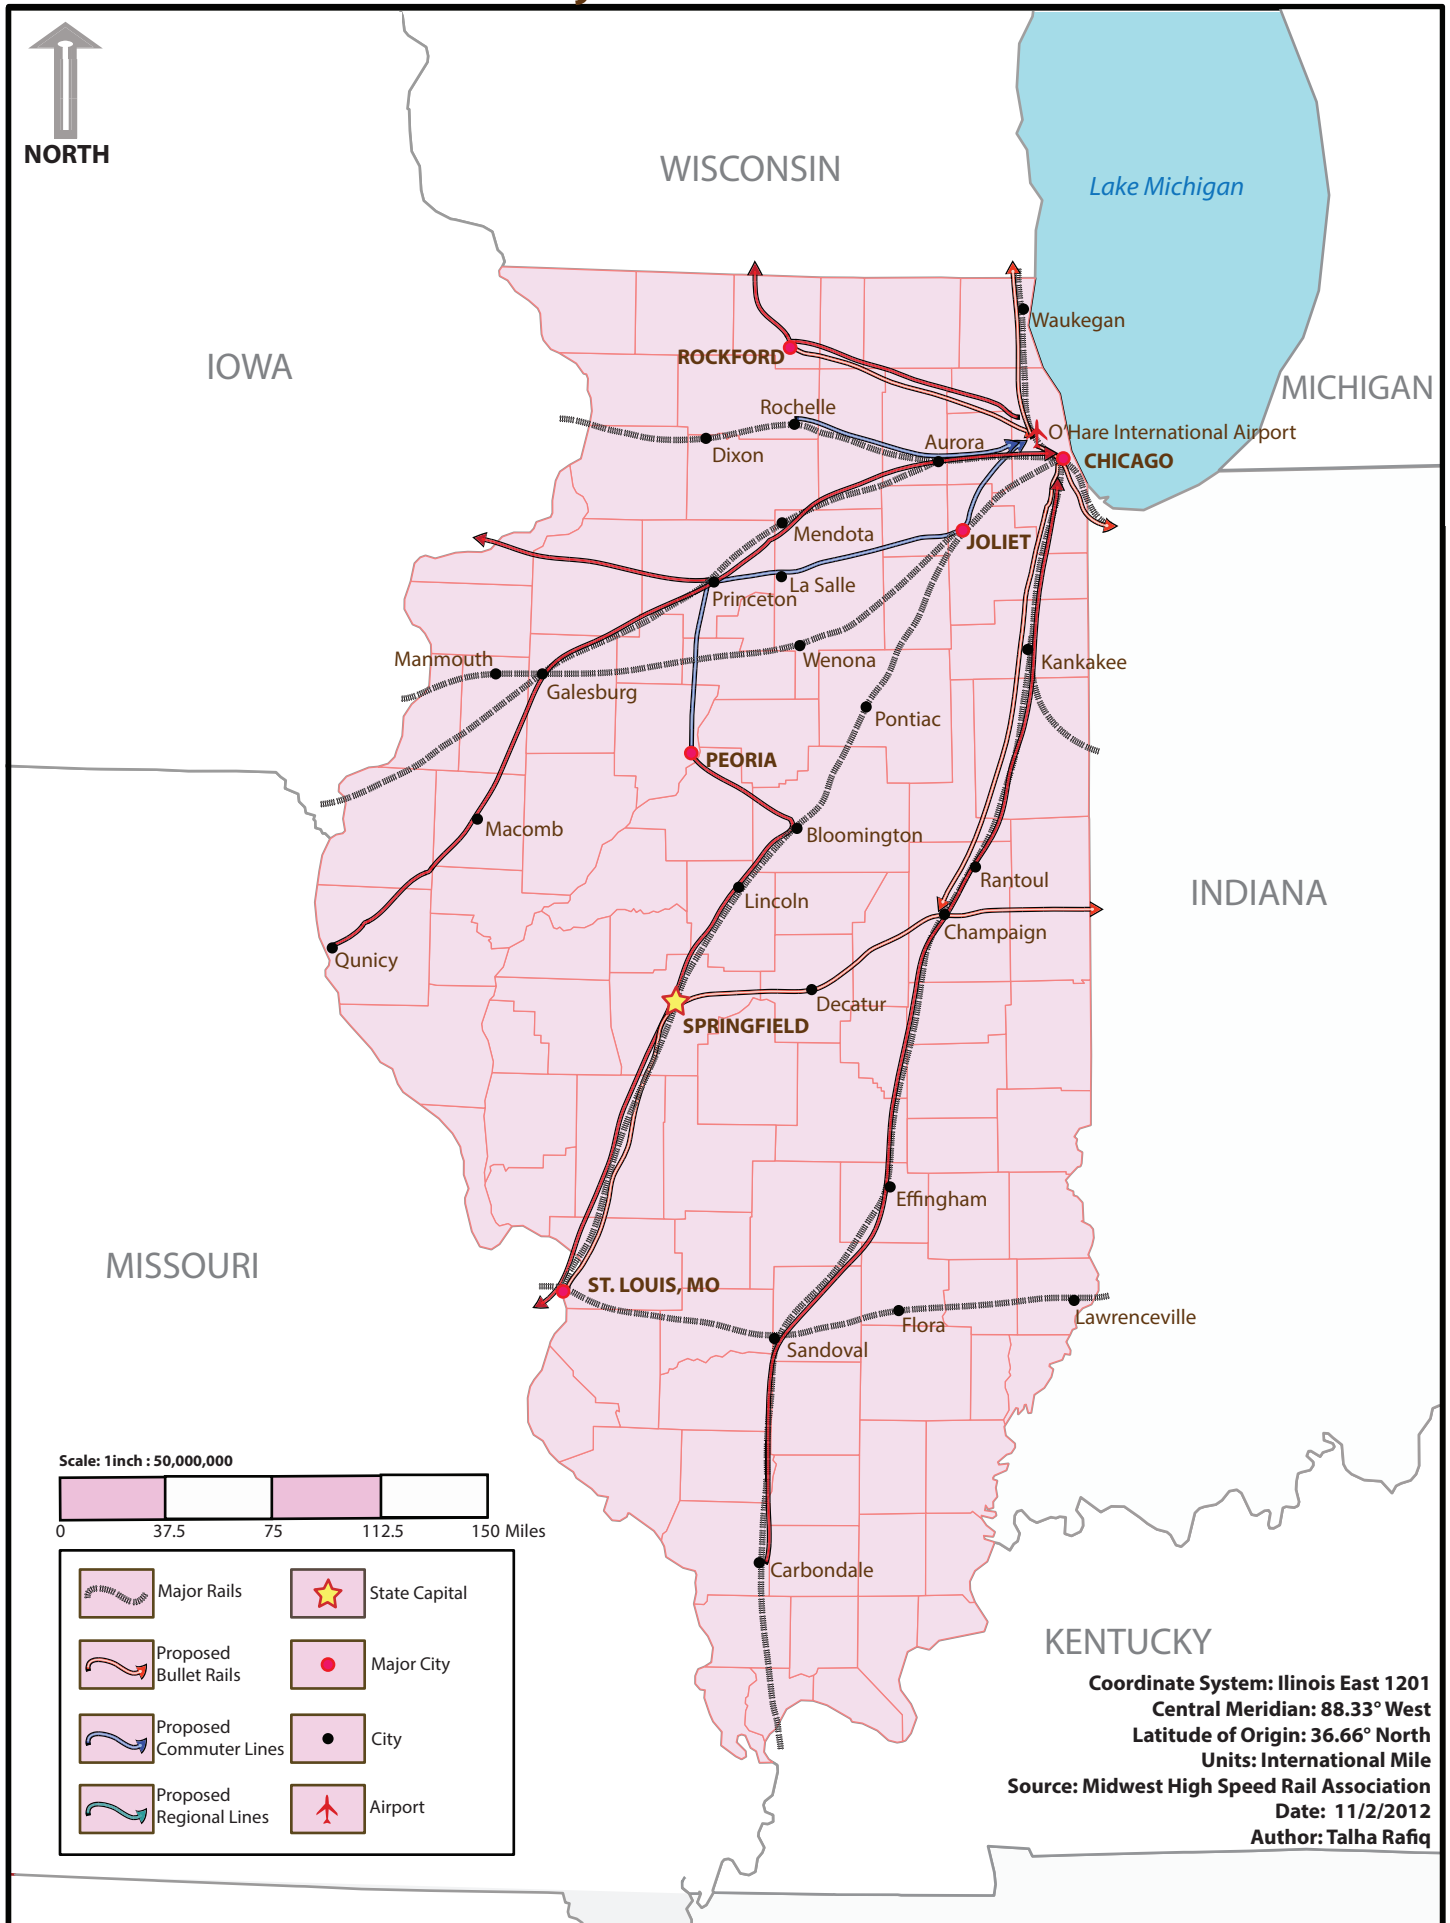 NORTH
WISCONSIN
Lake Michigan
Waukegan
IOWA
ROCKFORD
MICHIGAN
Rochelle
O'Hare International Airport
Aurora
Dixon
CHICAGO
Mendota
JOLIET
La Salle
Princeton
Manmouth
Wenona
Kankakee
Galesburg
Pontiac
PEORIA
Macomb
Bloomington
Rantoul
INDIANA
Lincoln
Champaign
Qunicy
Decatur
SPRINGFIELD
Effingham
MISSOURI
ST. LOUIS, MO
Lawrenceville
Flora
Sandoval
Scale: 1inch : 50,000,000
0 37.5 75 112.5 150 Miles
Carbondale
Major Rails
State Capital
Proposed
Bullet Rails
Major City
Proposed
Commuter Lines
City
Proposed
Regional Lines
Airport
KENTUCKY
Coordinate System: Ilinois East 1201
Central Meridian: 88.33° West
Latitude of Origin: 36.66° North
Units: International Mile
Source: Midwest High Speed Rail Association
Date: 11/2/2012
Author: Talha Rafiq